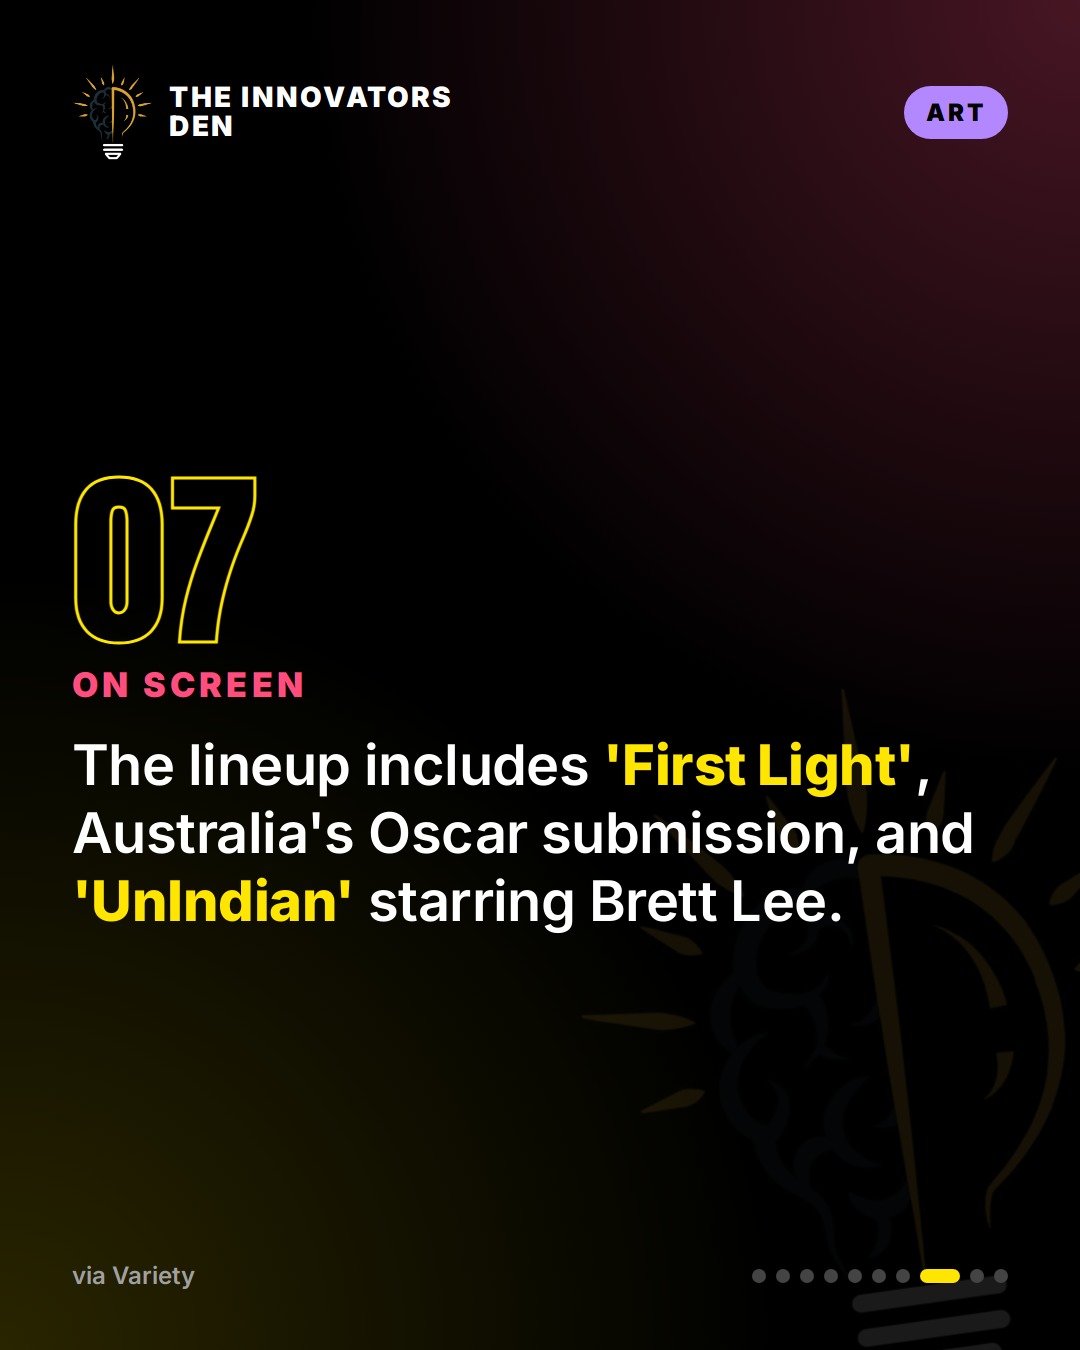 THE INNOVATORS
DEN
ART
07
ON SCREEN
The lineup includes 'First Light',
Australia's Oscar submission, and
'UnIndian' starring Brett Lee.
via Variety